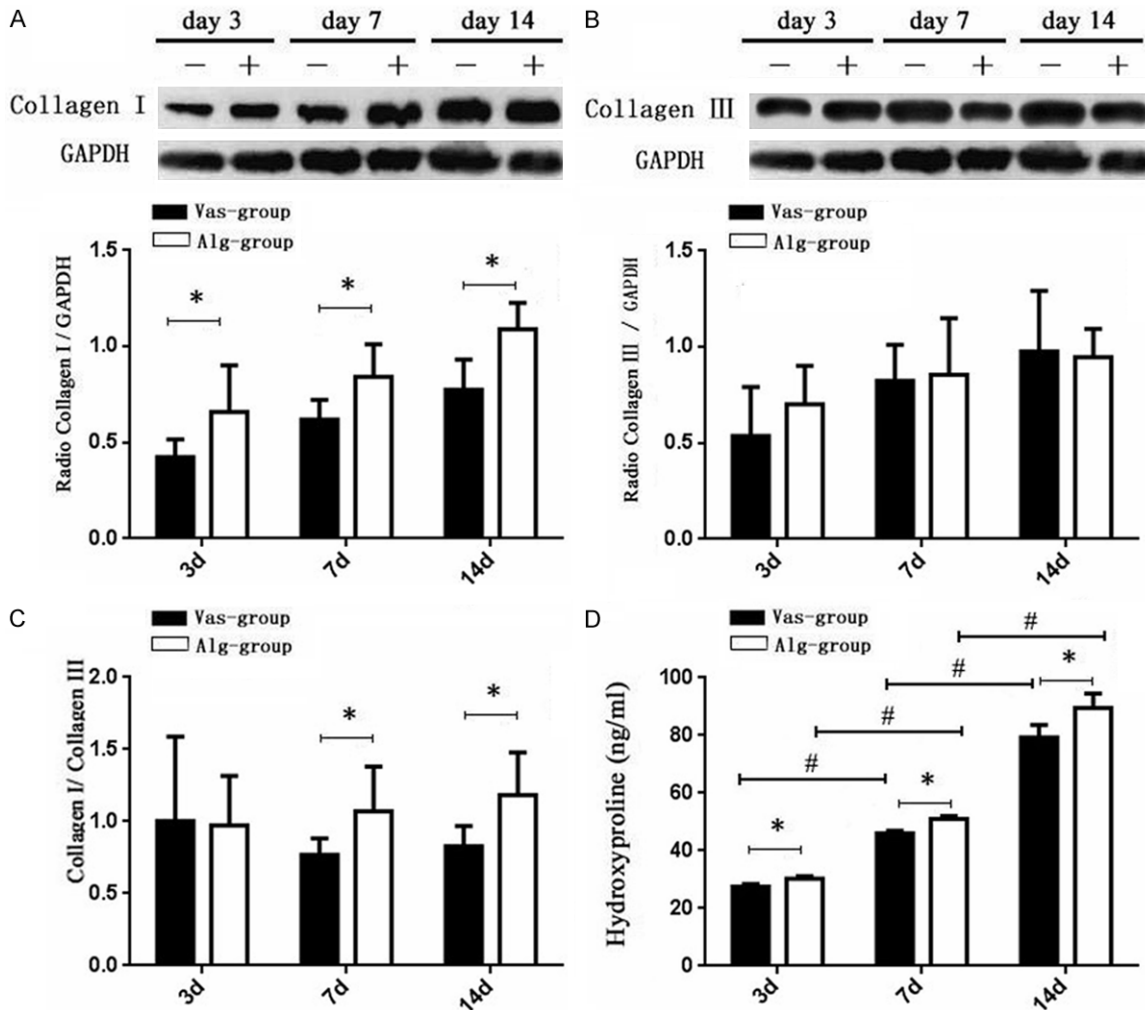 A
day 3 day 7 day 14
− + − + − +
Collagen I
GAPDH
Vas-group
Alg-group
Radio Collagen I / GAPDH
1.5
1.0
0.5
0.0
* * *
3d 7d 14d
B
day 3 day 7 day 14
− + − + − +
Collagen III
GAPDH
Vas-group
Alg-group
Radio Collagen III / GAPDH
1.5
1.0
0.5
0.0
3d 7d 14d
C
Vas-group
Alg-group
Collagen I/ Collagen III
2.0
1.5
1.0
0.5
0.0
* *
3d 7d 14d
D
Vas-group
Alg-group
Hydroxyproline (ng/ml)
100
80
60
40
20
0
# # # #
* * *
3d 7d 14d